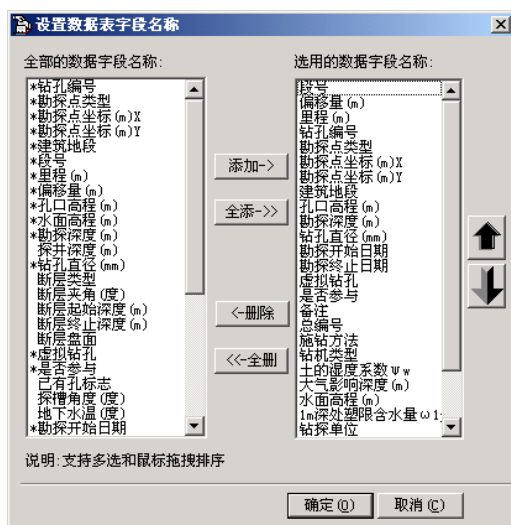 设置数据表字段名称
全部的数据字段名称:
*钻孔编号
*勘探点类型
*勘探点坐标(m)X
*勘探点坐标(m)Y
*建筑地段
*段号
*里程(m)
*偏移量(m)
*孔口高程(m)
*水面高程(m)
*勘探深度(m)
探井深度(m)
*钻孔直径(mm)
断层类型
断层夹角(度)
断层起始深度(m)
断层终止深度(m)
断层盘面
*虚拟钻孔
*是否参与
已有孔标志
探槽角度(度)
地下水温(度)
*勘探开始日期
添加->
全添->>
<-删除
<<-全删
选用的数据字段名称:
段号
偏移量(m)
里程(m)
钻孔编号
勘探点类型
勘探点坐标(m)X
勘探点坐标(m)Y
建筑地段
孔口高程(m)
勘探深度(m)
钻孔直径(mm)
勘探开始日期
勘探终止日期
虚拟钻孔
是否参与
备注
总编号
施钻方法
钻机类型
土的湿度系数Ψw
大气影响深度(m)
水面高程(m)
1m深处塑限含水量ω1
钻探单位
说明:支持多选和鼠标拖拽排序
确定(O)
取消(C)